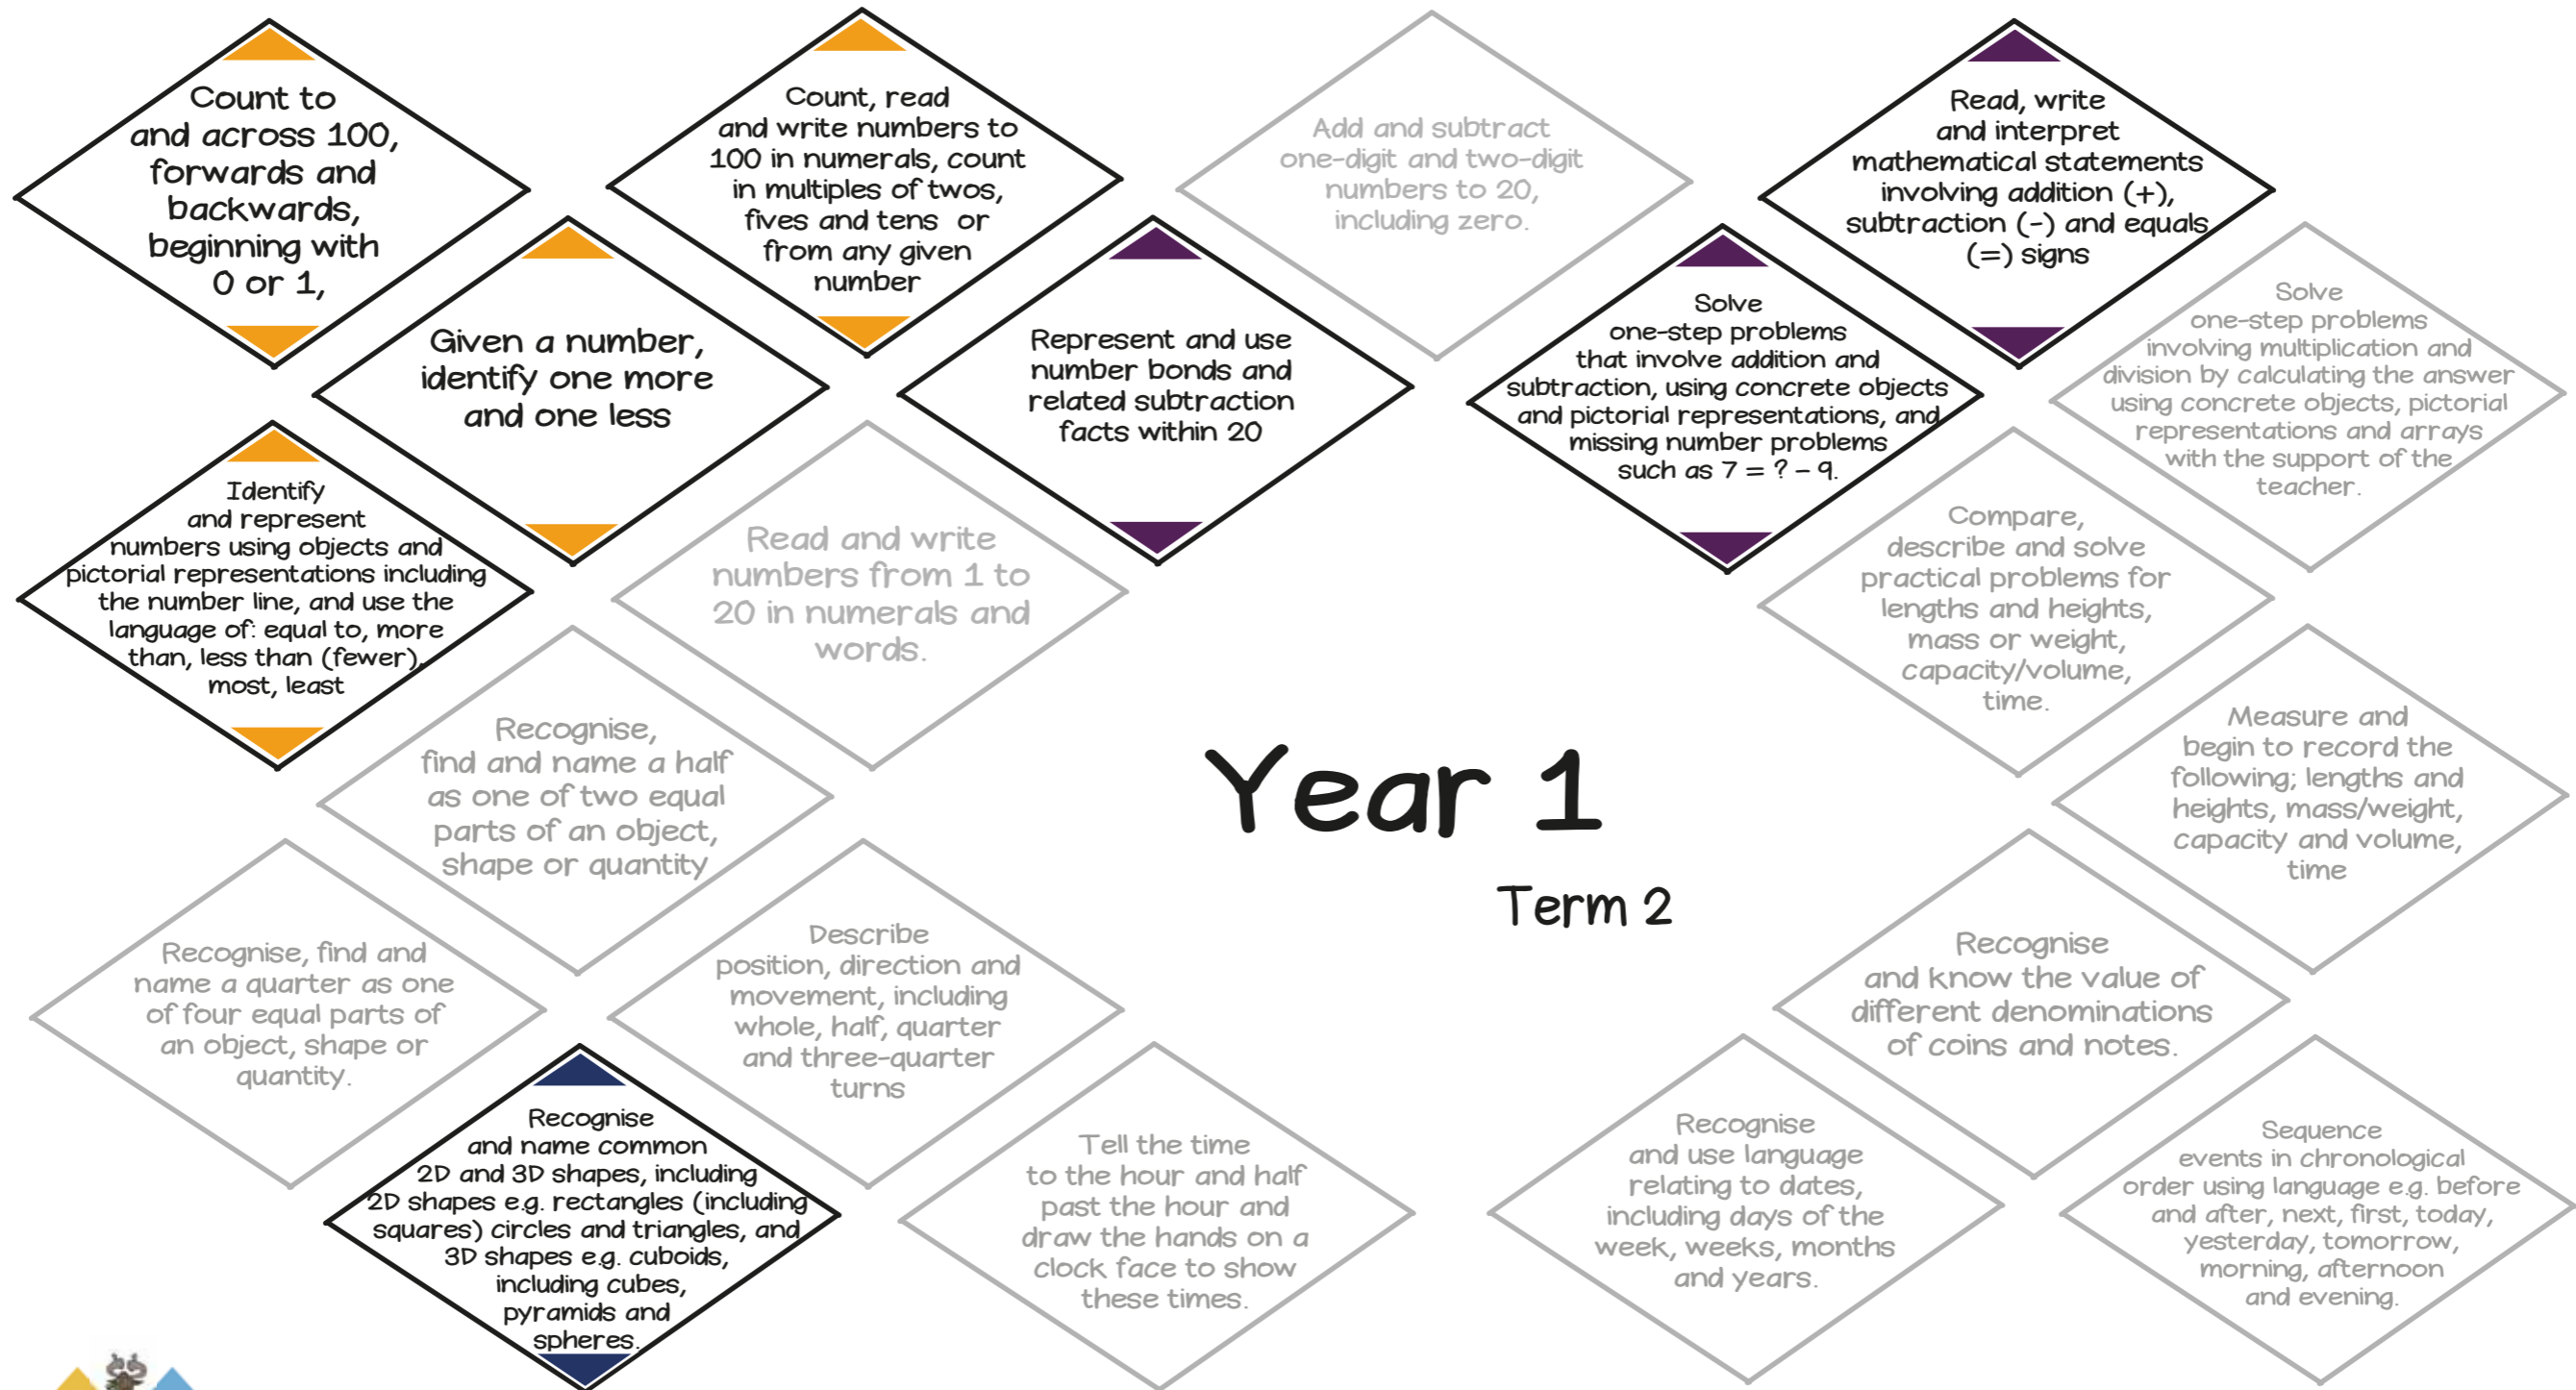 Count to
and across 100,
forwards and
backwards,
beginning with
0 or 1,
Count, read
and write numbers to
100 in numerals, count
in multiples of twos,
fives and tens or
from any given
number
Add and subtract
one-digit and two-digit
numbers to 20,
including zero.
Read, write
and interpret
mathematical statements
involving addition (+),
subtraction (-) and equals
(=) signs
Given a number,
identify one more
and one less
Represent and use
number bonds and
related subtraction
facts within 20
Solve
one-step problems
that involve addition and
subtraction, using concrete objects
and pictorial representations, and
missing number problems
such as 7 = ? – 9.
Solve
one-step problems
involving multiplication and
division by calculating the answer
using concrete objects, pictorial
representations and arrays
with the support of the
teacher.
Identify
and represent
numbers using objects and
pictorial representations including
the number line, and use the
language of: equal to, more
than, less than (fewer),
most, least
Read and write
numbers from 1 to
20 in numerals and
words.
Compare,
describe and solve
practical problems for
lengths and heights,
mass or weight,
capacity/volume,
time.
Recognise,
find and name a half
as one of two equal
parts of an object,
shape or quantity
Year 1
Term 2
Measure and
begin to record the
following; lengths and
heights, mass/weight,
capacity and volume,
time
Recognise, find and
name a quarter as one
of four equal parts of
an object, shape or
quantity.
Describe
position, direction and
movement, including
whole, half, quarter
and three-quarter
turns
Recognise
and know the value of
different denominations
of coins and notes.
Recognise
and name common
2D and 3D shapes, including
2D shapes e.g. rectangles (including
squares) circles and triangles, and
3D shapes e.g. cuboids,
including cubes,
pyramids and
spheres.
Tell the time
to the hour and half
past the hour and
draw the hands on a
clock face to show
these times.
Recognise
and use language
relating to dates,
including days of the
week, weeks, months
and years.
Sequence
events in chronological
order using language e.g. before
and after, next, first, today,
yesterday, tomorrow,
morning, afternoon
and evening.